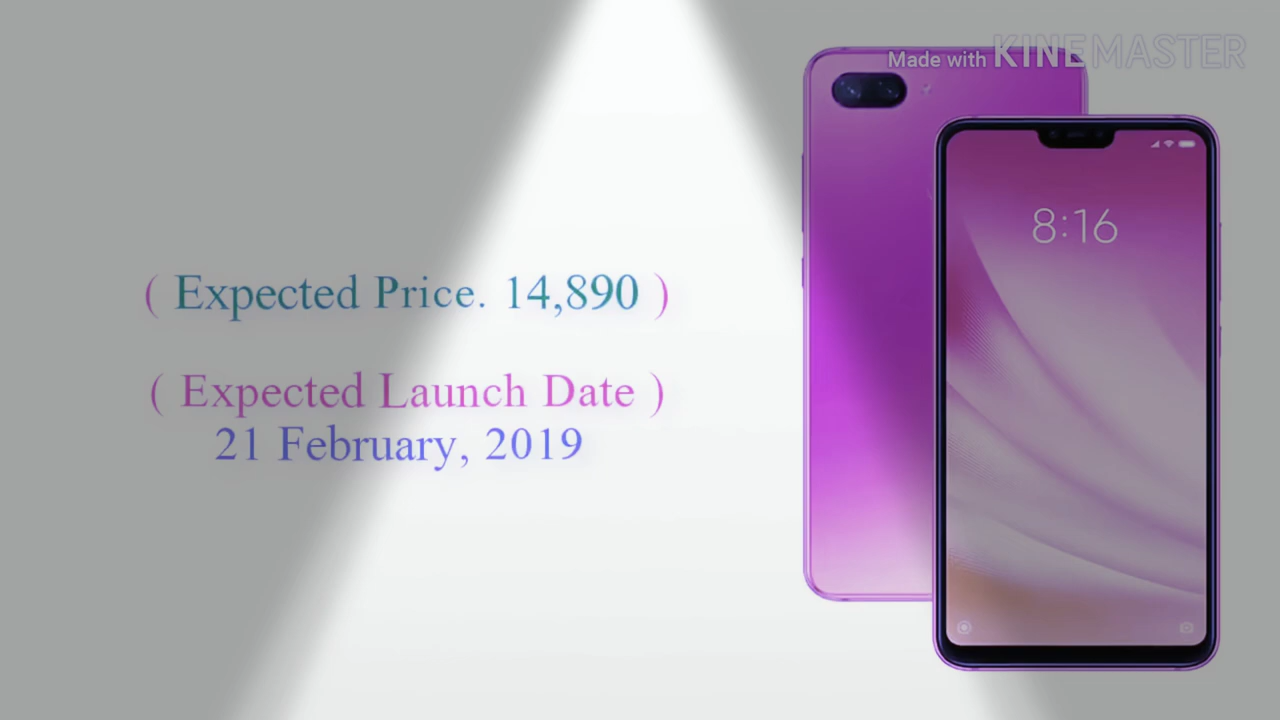 Made with KINEMASTER
8:16
( Expected Price. 14,890 )
( Expected Launch Date )
21 February, 2019